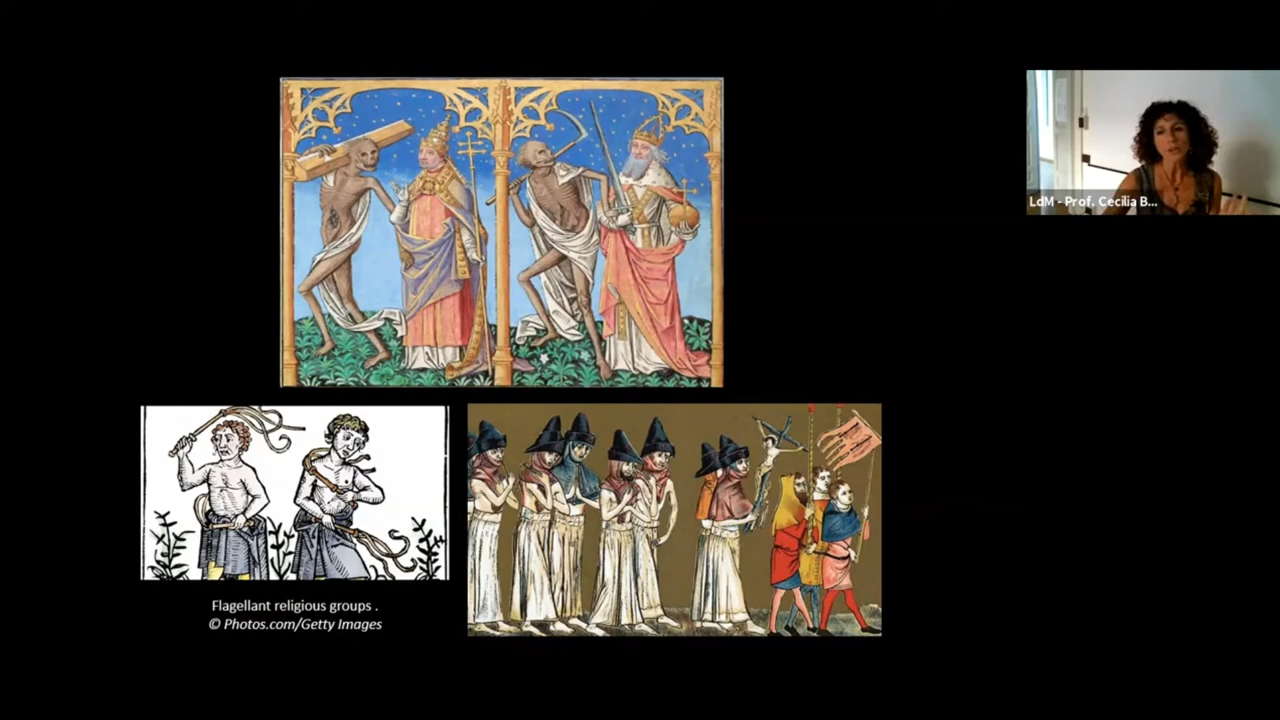 LdM - Prof. Cecilia B...
Flagellant religious groups .
© Photos.com/Getty Images